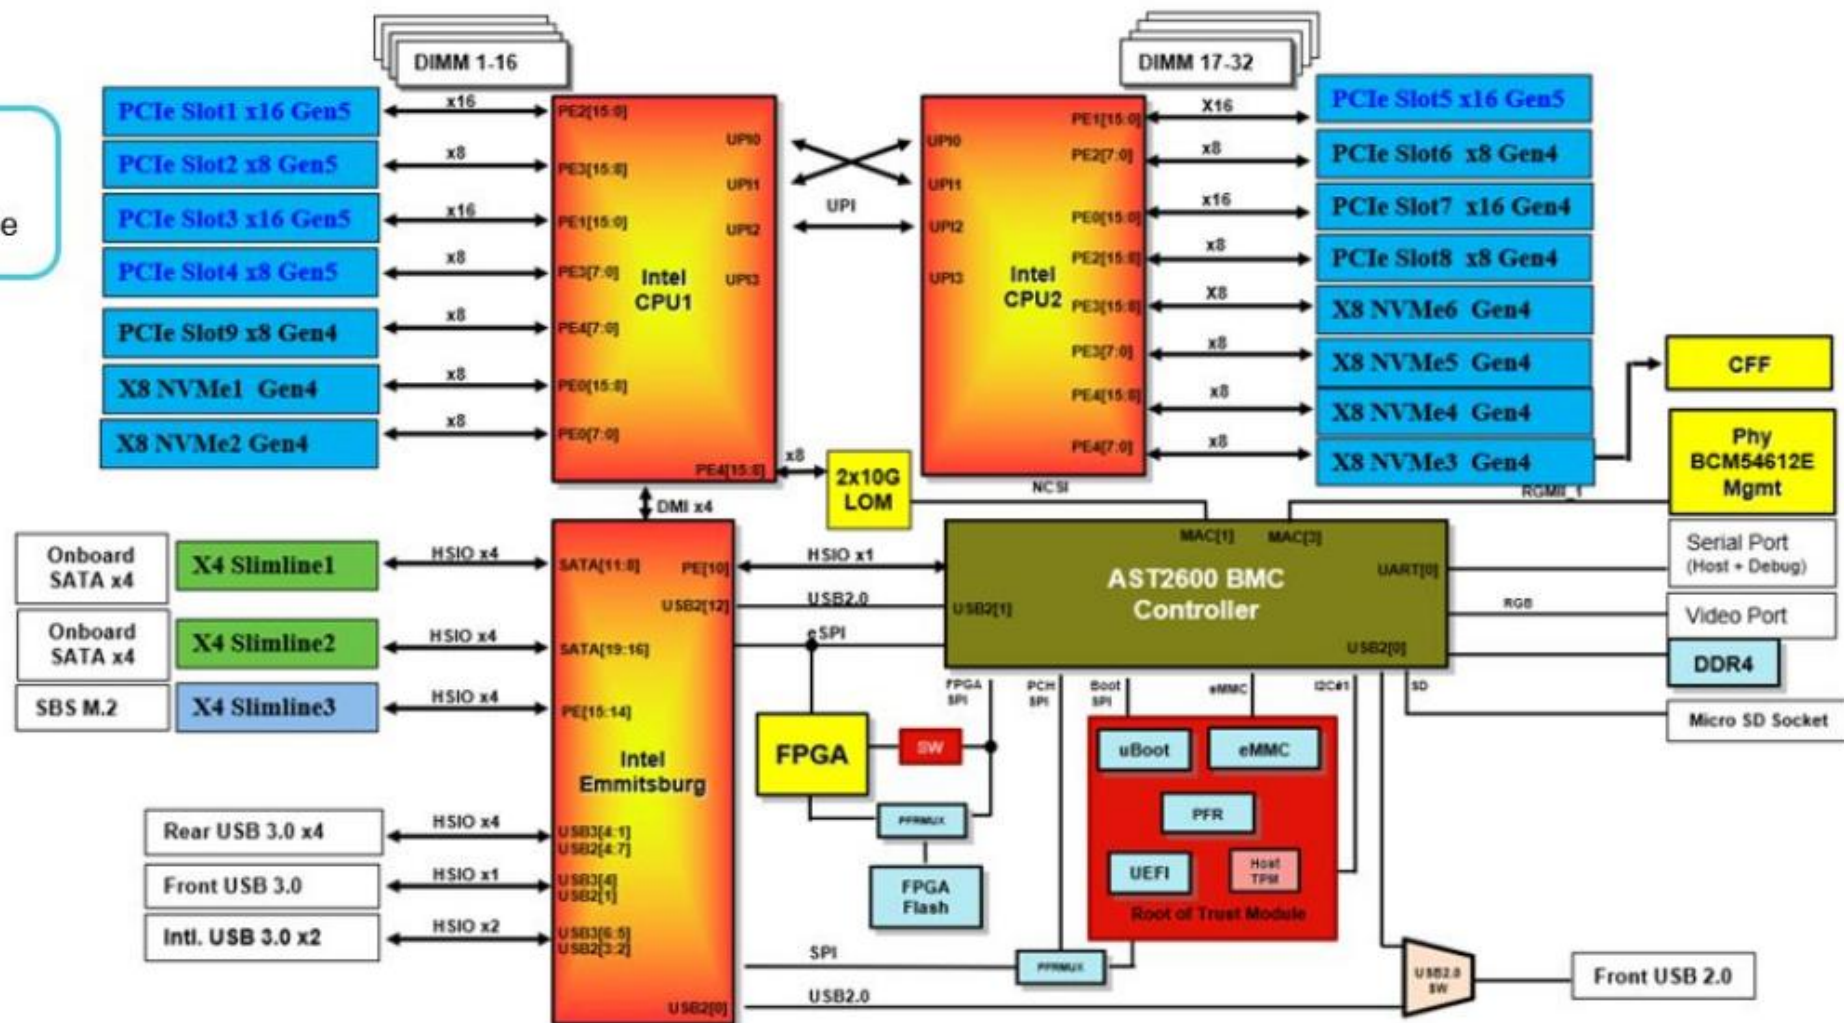 DIMM 1-16
DIMM 17-32
e
PCIe Slot1 x16 Gen5
x16
PE2[15:0]
PCIe Slot2 x8 Gen5
x8
PE3[15:8]
PCIe Slot3 x16 Gen5
x16
PE1[15:0]
PCIe Slot4 x8 Gen5
x8
PE3[7:0]
PCIe Slot9 x8 Gen4
x8
PE4[7:0]
X8 NVMe1 Gen4
x8
PE0[15:8]
X8 NVMe2 Gen4
x8
PE0[7:0]
Intel
CPU1
UPI0
UPI1
UPI2
UPI3
PE4[15:8]
x8
2x10G
LOM
UPI
UPI0
UPI1
UPI2
UPI3
Intel
CPU2
PE1[15:0]
X16
PCIe Slot5 x16 Gen5
PE2[7:0]
x8
PCIe Slot6 x8 Gen4
PE0[15:0]
x16
PCIe Slot7 x16 Gen4
PE2[15:8]
x8
PCIe Slot8 x8 Gen4
PE3[15:8]
X8
X8 NVMe6 Gen4
PE3[7:0]
x8
X8 NVMe5 Gen4
PE4[15:8]
x8
X8 NVMe4 Gen4
PE4[7:0]
x8
X8 NVMe3 Gen4
CFF
Phy
BCM54612E
Mgmt
NCSI
RGMII_1
DMI x4
Onboard
SATA x4
X4 Slimline1
HSIO x4
SATA[11:8]
Onboard
SATA x4
X4 Slimline2
HSIO x4
SATA[19:16]
SBS M.2
X4 Slimline3
HSIO x4
PE[15:14]
Intel
Emmitsburg
PE[10]
HSIO x1
USB2[12]
USB2.0
eSPI
MAC[1]
MAC[3]
AST2600 BMC
Controller
USB2[1]
UART[0]
USB2[0]
Serial Port
(Host + Debug)
RGB
Video Port
DDR4
SD
Micro SD Socket
FPGA
SPI
PCH
SPI
Boot
SPI
eMMC
I2C#1
FPGA
SW
PFRMUX
FPGA
Flash
uBoot
eMMC
PFR
UEFI
Host
TPM
Root of Trust Module
Rear USB 3.0 x4
HSIO x4
USB3[4:1]
USB2[4:7]
Front USB 3.0
HSIO x1
USB3[4]
USB2[1]
Intl. USB 3.0 x2
HSIO x2
USB3[6:5]
USB2[3:2]
SPI
PFRMUX
USB2[0]
USB2.0
USB2.0
SW
Front USB 2.0